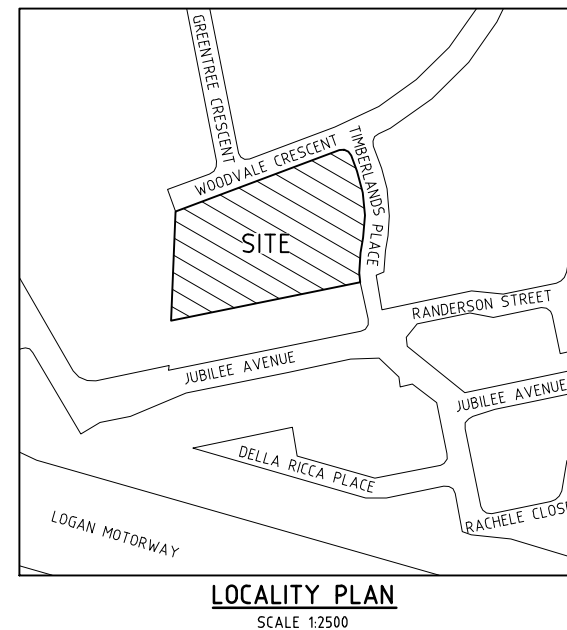 GREENTREE CRESCENT
WOODVALE CRESCENT
TIMBERLANDS PLACE
SITE
RANDERSON STREET
JUBILEE AVENUE
JUBILEE AVENUE
DELLA RICCA PLACE
RACHELE CLOSE
LOGAN MOTORWAY
LOCALITY PLAN
SCALE 1:2500